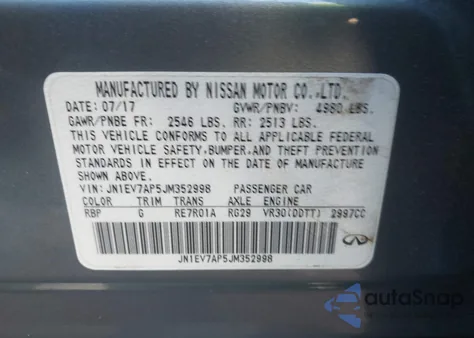 MANUFACTURED BY NISSAN MOTOR CO.,LTD.
DATE: 07/17 GVWR/PNBV: 4980 LBS.
GAWR/PNBE FR: 2546 LBS. RR: 2513 LBS.
THIS VEHICLE CONFORMS TO ALL APPLICABLE FEDERAL
MOTOR VEHICLE SAFETY,BUMPER,AND THEFT PREVENTION
STANDARDS IN EFFECT ON THE DATE OF MANUFACTURE
SHOWN ABOVE.
VIN: JN1EV7AP5JM352998 PASSENGER CAR
COLOR TRIM TRANS AXLE ENGINE
RBP G RE7R01A RG29 VR30(DDTT) 2997CC
JN1EV7AP5JM352998
autoSnap